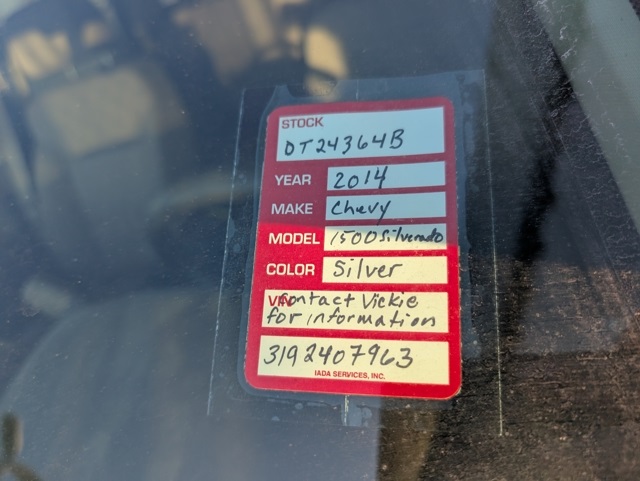 STOCK
DT24364B
YEAR 2014
MAKE Chevy
MODEL 1500 Silverado
COLOR Silver
VIN Contact Vickie
for information
3192407963
IADA SERVICES, INC.